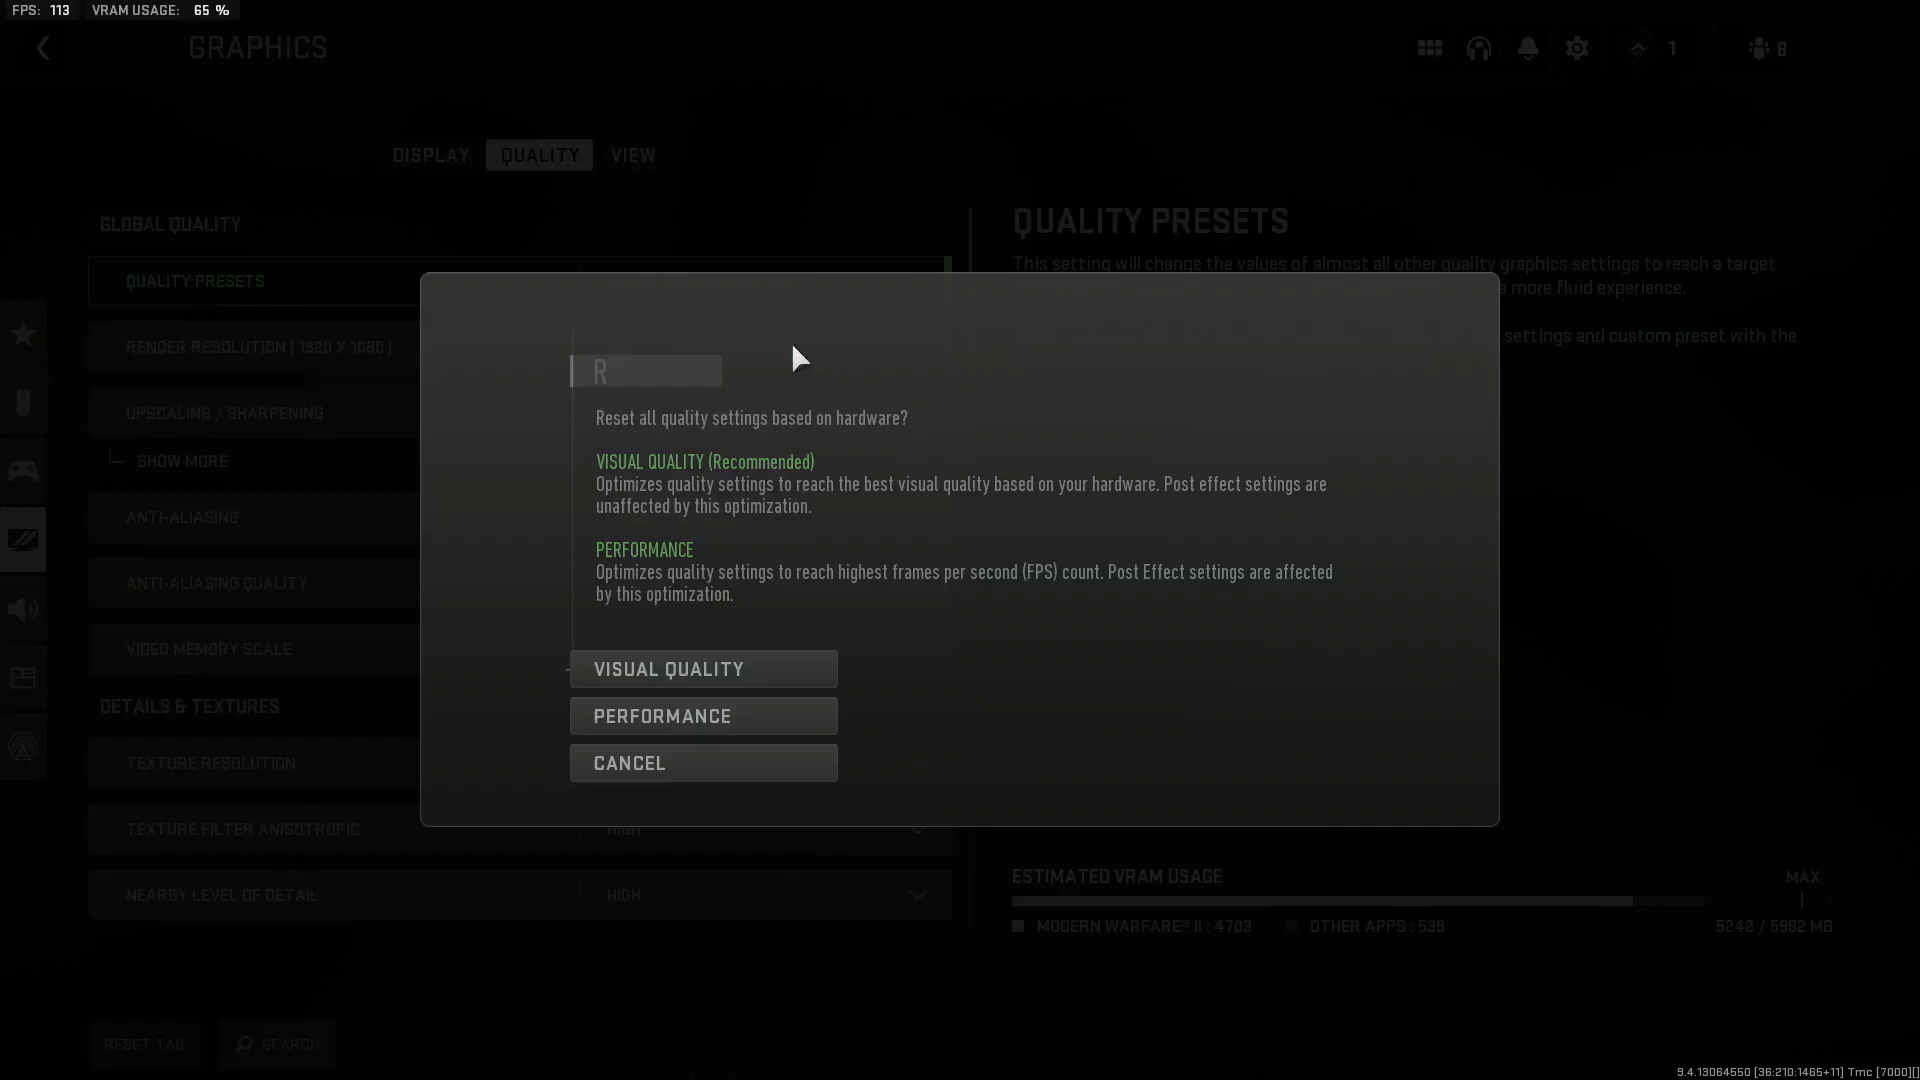 FPS: 113 VRAM USAGE: 65 %
GRAPHICS
1
8
DISPLAY QUALITY VIEW
GLOBAL QUALITY
QUALITY PRESETS
RENDER RESOLUTION ( 1920 X 1080 )
UPSCALING / SHARPENING
SHOW MORE
ANTI-ALIASING
ANTI-ALIASING QUALITY
VIDEO MEMORY SCALE
DETAILS & TEXTURES
TEXTURE RESOLUTION
TEXTURE FILTER ANISOTROPIC HIGH
NEARBY LEVEL OF DETAIL HIGH
RESET TAB SEARCH
QUALITY PRESETS
This setting will change the values of almost all other quality graphics settings to reach a target
more fluid experience.
settings and custom preset with the
R
Reset all quality settings based on hardware?
VISUAL QUALITY (Recommended)
Optimizes quality settings to reach the best visual quality based on your hardware. Post effect settings are
unaffected by this optimization.
PERFORMANCE
Optimizes quality settings to reach highest frames per second (FPS) count. Post Effect settings are affected
by this optimization.
VISUAL QUALITY
PERFORMANCE
CANCEL
ESTIMATED VRAM USAGE
MAX
MODERN WARFARE® II : 4703 OTHER APPS : 539 5242 / 5992 MB
9.4.13064550 [36:210:1465+11] Tmc [7000][]